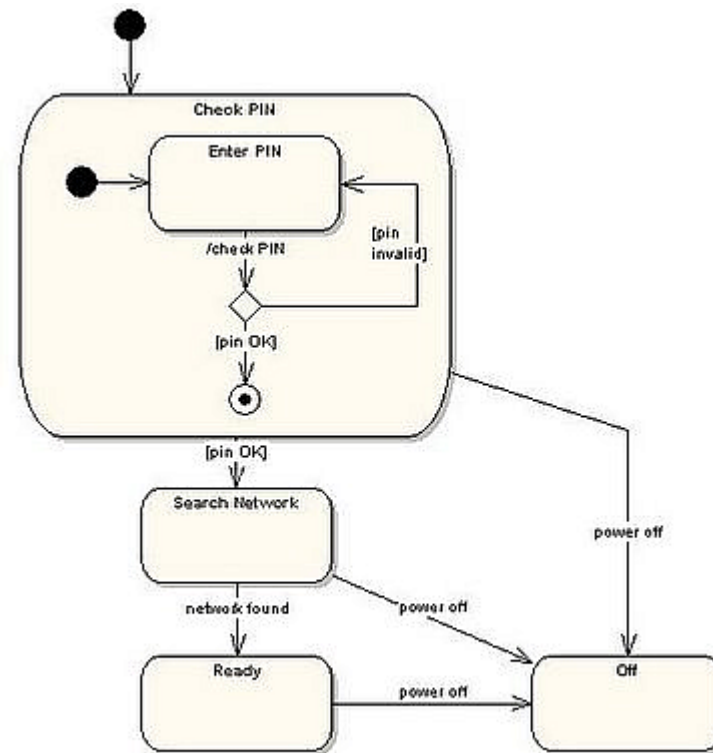 Check PIN
Enter PIN
/check PIN
[pin
invalid]
[pin OK]
[pin OK]
Search Network
power off
network found
power off
Ready
Off
power off